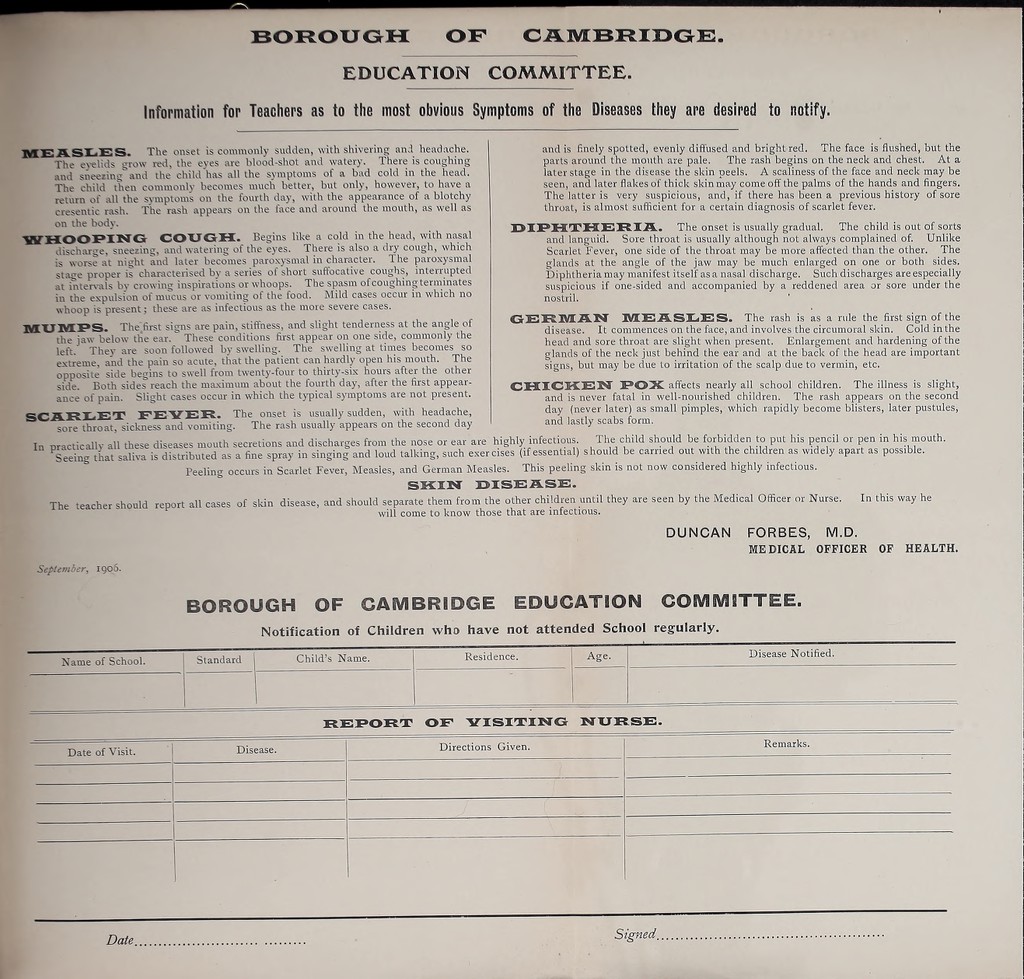 BOROUGH OF CAMBRIDGE.
EDUCATION COMMITTEE.
Information for Teachers as to the most obvious Symptoms of the Diseases they are desired to notify.
MEASLES. The onset is commonly sudden, with shivering and headache.
The eyelids grow red, the eyes are blood-shot and watery. There is coughing
and sneezing and the child has all the symptoms of a bad cold in the head.
The child then commonly becomes much better, but only, however, to have a
return of all the symptoms on the fourth day, with the appearance of a blotchy
cresentic rash. The rash appears on the face and around the mouth, as well as
on the body.
WHOOPING COUGH. Begins like a cold in the head, with nasal
discharge, sneezing, and watering of the eyes. There is also a dry cough, which
is worse at night and later becomes paroxysmal in character. The paroxysmal
stage proper is characterised by a series of short suffocative coughs, interrupted
at intervals by crowing inspirations or whoops. The spasm of coughing terminates
in the expulsion of mucus or vomiting of the food. Mild cases occur in which no
whoop is present; these are as infectious as the more severe cases.
MUMPS. The first signs are pain, stiffness, and slight tenderness at the angle of
the jaw below the ear. These conditions first appear on one side, commonly the
left. They are soon followed by swelling. The swelling at times becomes so
extreme, and the pain so acute, that the patient can hardly open his mouth. The
opposite side begins to swell from twenty-four to thirty-six hours after the other
side. Both sides reach the maximum about the fourth day, after the first appear-
ance of pain. Slight cases occur in which the typical symptoms are not present.
SCARLET FEVER. The onset is usually sudden, with headache,
sore throat, sickness and vomiting. The rash usually appears on the second day
and is finely spotted, evenly diffused and bright red. The face is flushed, but the
parts around the mouth are pale. The rash begins on the neck and chest. At a
later stage in the disease the skin peels. A scaliness of the face and neck may be
seen, and later flakes of thick skin may come off the palms of the hands and fingers.
The latter is very suspicious, and, if there has been a previous history of sore
throat, is almost sufficient for a certain diagnosis of scarlet fever.
DIPHTHERIA. The onset is usually gradual. The child is out of sorts
and languid. Sore throat is usually although not always complained of. Unlike
Scarlet Fever, one side of the throat may be more affected than the other. The
glands at the angle of the jaw may be much enlarged on one or both sides.
Diphtheria may manifest itself as a nasal discharge. Such discharges are especially
suspicious if one-sided and accompanied by a reddened area or sore under the
nostril.
GERMAN MEASLES. The rash is as a rule the first sign of the
disease. It commences on the face, and involves the circumoral skin. Cold in the
head and sore throat are slight when present. Enlargement and hardening of the
glands of the neck just behind the ear and at the back of the head are important
signs, but may be due to irritation of the scalp due to vermin, etc.
CHICKEN POX affects nearly all school children. The illness is slight,
and is never fatal in well-nourished children. The rash appears on the second
day (never later) as small pimples, which rapidly become blisters, later pustules,
and lastly scabs form.
In practically all these diseases mouth secretions and discharges from the nose or ear are highly infectious. The child should be forbidden to put his pencil or pen in his mouth.
Seeing that saliva is distributed as a fine spray in singing and loud talking, such exercises (if essential) should be carried out with the children as widely apart as possible.
Peeling occurs in Scarlet Fever, Measles, and German Measles. This peeling skin is not now considered highly infectious.
SKIN DISEASE.
The teacher should report all cases of skin disease, and should separate them from the other children until they are seen by the Medical Officer or Nurse. In this way he
will come to know those that are infectious.
DUNCAN FORBES, M.D.
MEDICAL OFFICER OF HEALTH.
September, 1906.
BOROUGH OF CAMBRIDGE EDUCATION COMMITTEE.
Notification of Children who have not attended School regularly.
Name of School. Standard Child's Name. Residence. Age. Disease Notified.
REPORT OF VISITING NURSE.
Date of Visit. Disease. Directions Given. Remarks.
Date............................. Signed................................................